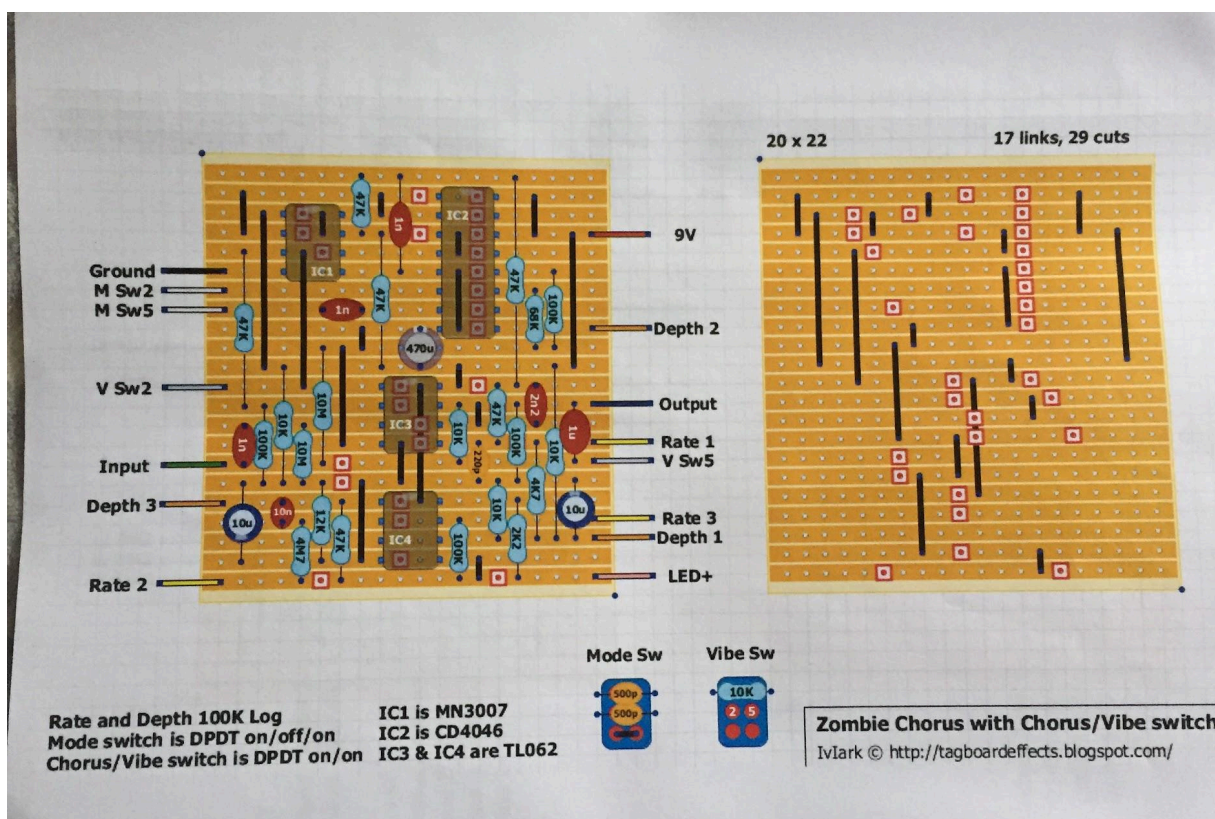 20 x 22
17 links, 29 cuts
47K
1n
IC2
IC1
9V
Ground
M Sw2
M Sw5
47K
1n
47K
47K
68K
100K
Depth 2
470u
V Sw2
10M
10K
IC3
47K
2n2
1u
Output
1n
100K
10M
10K
100K
10K
Rate 1
V Sw5
Input
220p
4K7
Depth 3
10u
10n
12K
47K
4M7
IC4
100K
10K
2K2
10u
Rate 3
Depth 1
Rate 2
LED+
Mode Sw
Vibe Sw
500p
500p
10K
2 5
Rate and Depth 100K Log
Mode switch is DPDT on/off/on
Chorus/Vibe switch is DPDT on/on
IC1 is MN3007
IC2 is CD4046
IC3 & IC4 are TL062
Zombie Chorus with Chorus/Vibe switch
IvIark © http://tagboardeffects.blogspot.com/